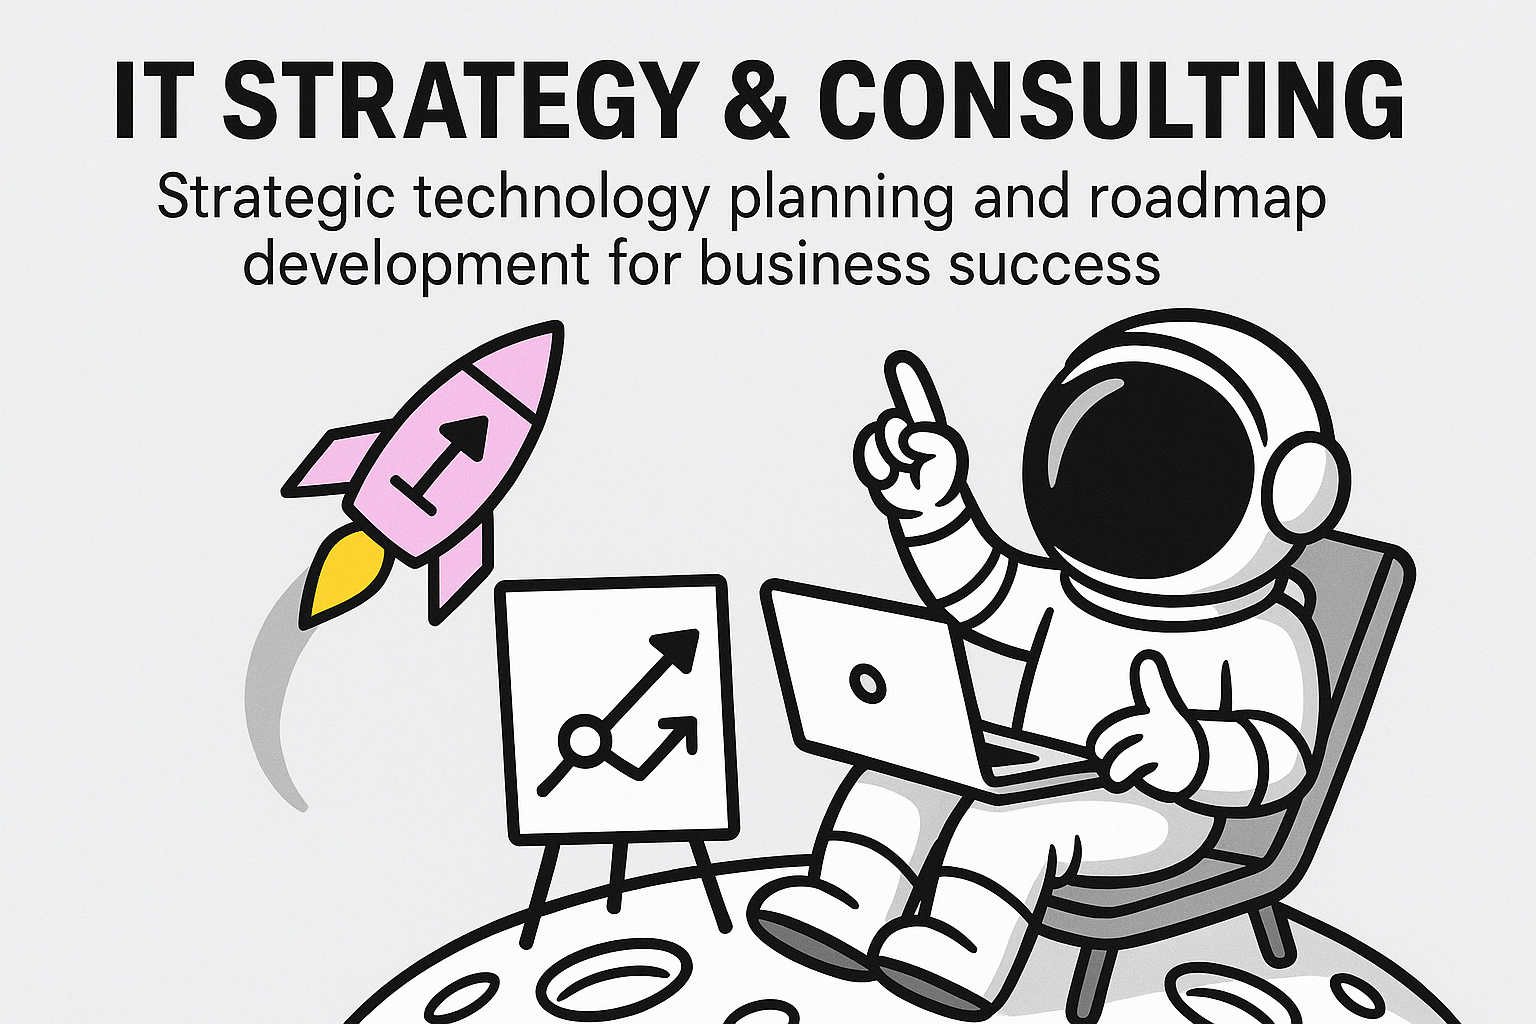 IT STRATEGY & CONSULTING
Strategic technology planning and roadmap
development for business success